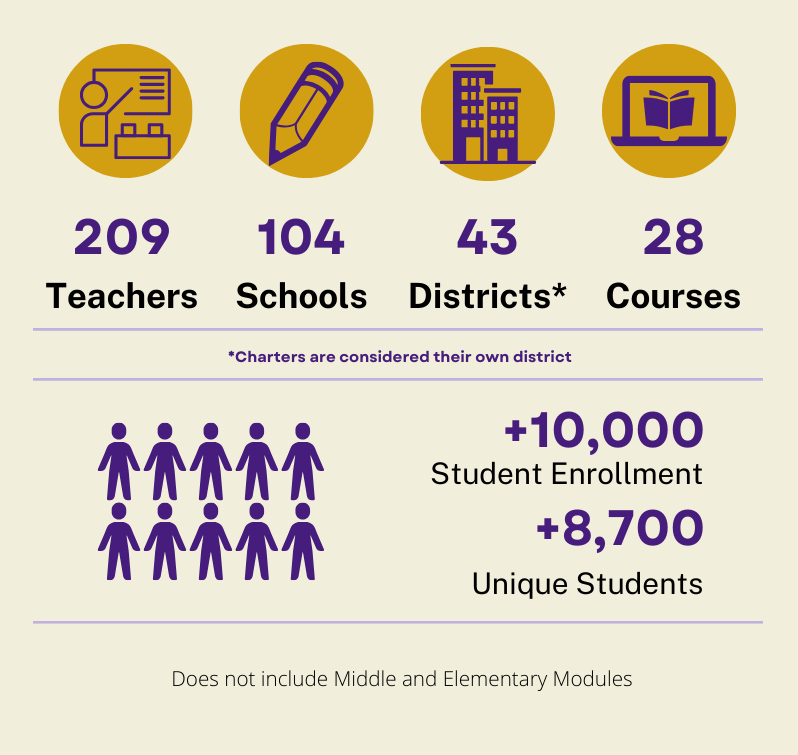 209 104 43 28
Teachers Schools Districts* Courses
*Charters are considered their own district
+10,000
Student Enrollment
+8,700
Unique Students
Does not include Middle and Elementary Modules